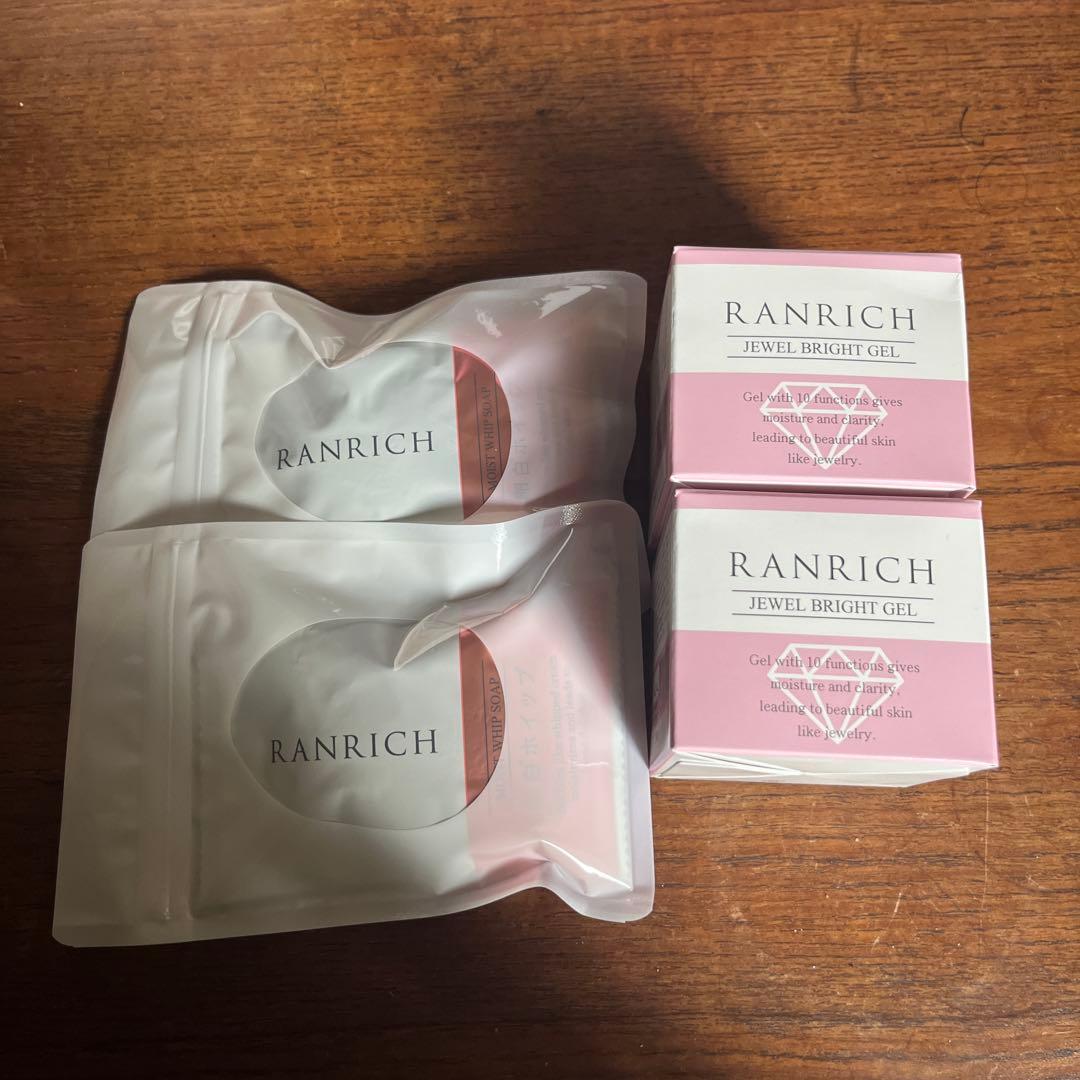 RANRICH
MOIST WHIP SOAP
RANRICH
WHIP SOAP
白ホイップ
RANRICH
JEWEL BRIGHT GEL
Gel with 10 functions gives
moisture and clarity,
leading to beautiful skin
like jewelry.
RANRICH
JEWEL BRIGHT GEL
Gel with 10 functions gives
moisture and clarity,
leading to beautiful skin
like jewelry.